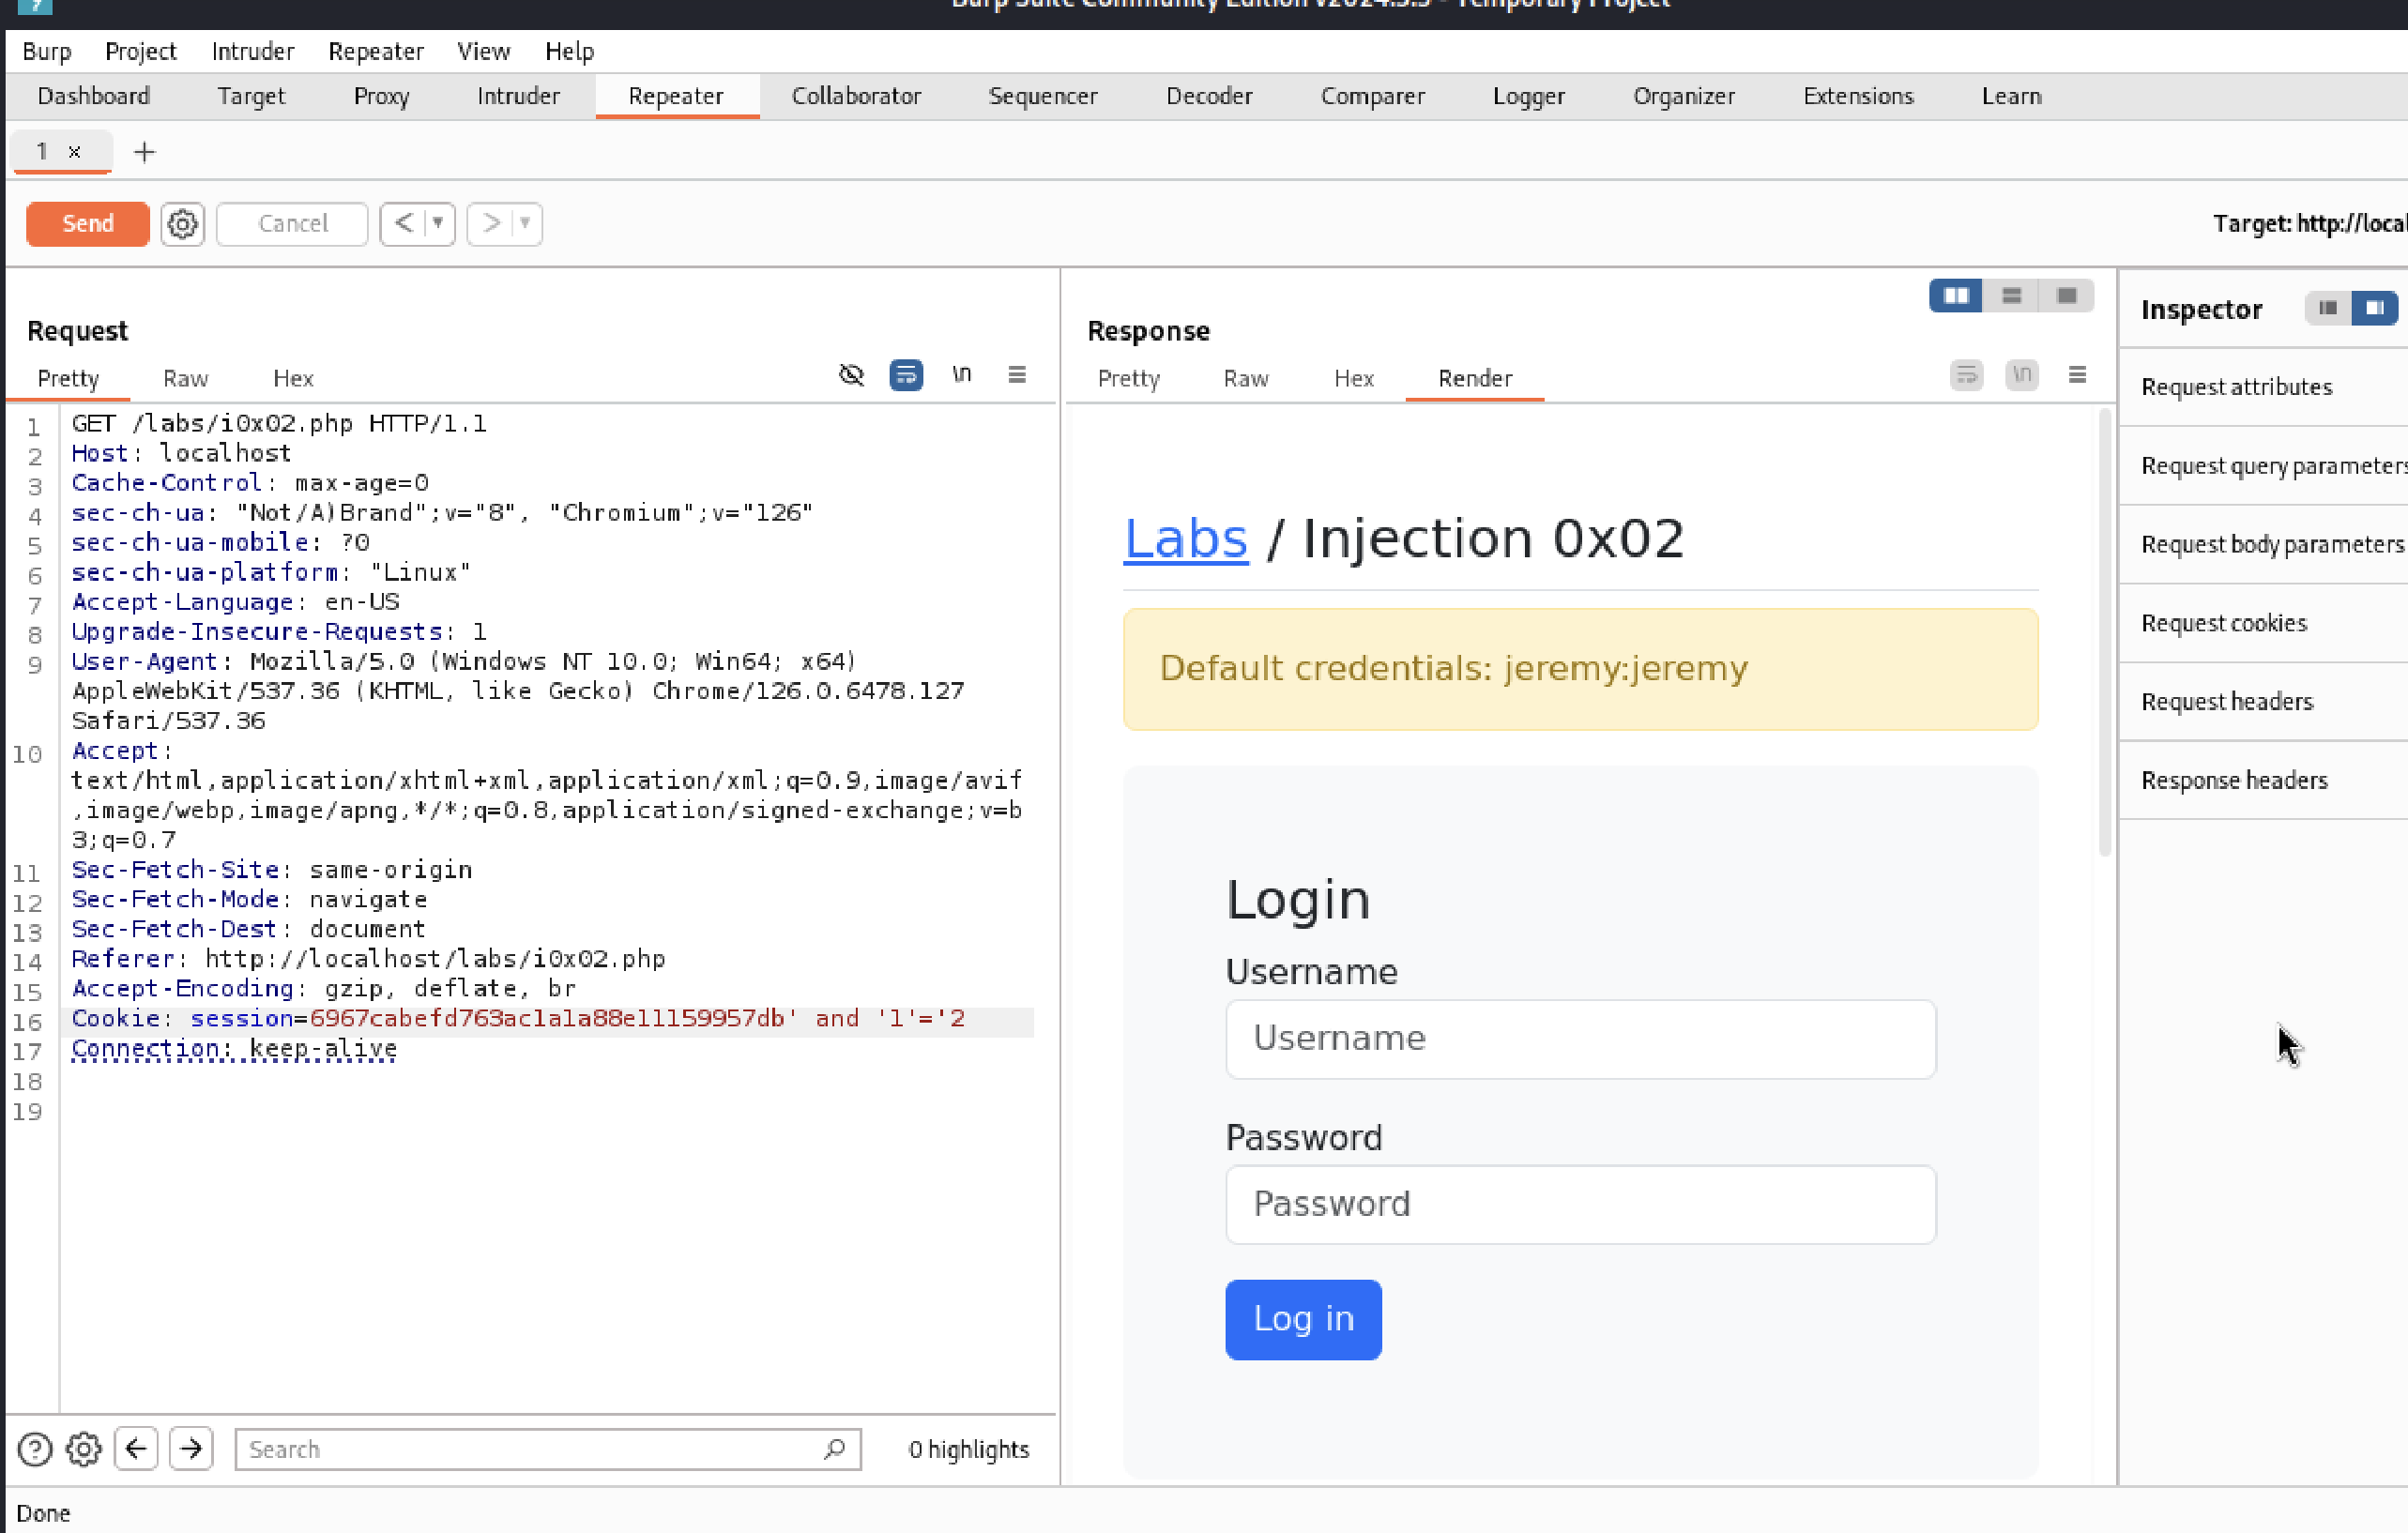 Burp Suite Community Edition - Temporary Project
Burp Project Intruder Repeater View Help
Dashboard Target Proxy Intruder Repeater Collaborator Sequencer Decoder Comparer Logger Organizer Extensions Learn
1 × +
Send Cancel < >
Target: http://local
Request
Pretty Raw Hex \n
1 GET /labs/i0x02.php HTTP/1.1
2 Host: localhost
3 Cache-Control: max-age=0
4 sec-ch-ua: "Not/A)Brand";v="8", "Chromium";v="126"
5 sec-ch-ua-mobile: ?0
6 sec-ch-ua-platform: "Linux"
7 Accept-Language: en-US
8 Upgrade-Insecure-Requests: 1
9 User-Agent: Mozilla/5.0 (Windows NT 10.0; Win64; x64)
AppleWebKit/537.36 (KHTML, like Gecko) Chrome/126.0.6478.127
Safari/537.36
10 Accept:
text/html,application/xhtml+xml,application/xml;q=0.9,image/avif
,image/webp,image/apng,*/*;q=0.8,application/signed-exchange;v=b
3;q=0.7
11 Sec-Fetch-Site: same-origin
12 Sec-Fetch-Mode: navigate
13 Sec-Fetch-Dest: document
14 Referer: http://localhost/labs/i0x02.php
15 Accept-Encoding: gzip, deflate, br
16 Cookie: session=6967cabefd763ac1a1a88e11159957db' and '1'='2
17 Connection: keep-alive
18
19
Search
0 highlights
Response
Pretty Raw Hex Render \n
Labs / Injection 0x02
Default credentials: jeremy:jeremy
Login
Username
Username
Password
Password
Log in
Inspector
Request attributes
Request query parameters
Request body parameters
Request cookies
Request headers
Response headers
Done